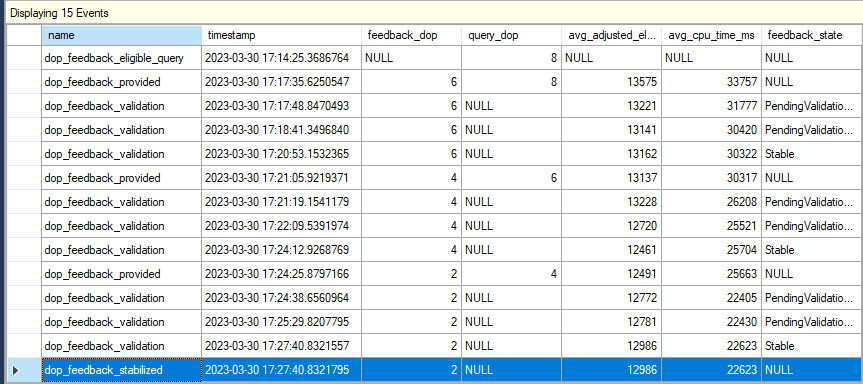 Displaying 15 Events
name timestamp feedback_dop query_dop avg_adjusted_el... avg_cpu_time_ms feedback_state
dop_feedback_eligible_query 2023-03-30 17:14:25.3686764 NULL 8 NULL NULL NULL
dop_feedback_provided 2023-03-30 17:17:35.6250547 6 8 13575 33757 NULL
dop_feedback_validation 2023-03-30 17:17:48.8470493 6 NULL 13221 31777 PendingValidatio...
dop_feedback_validation 2023-03-30 17:18:41.3496840 6 NULL 13141 30420 PendingValidatio...
dop_feedback_validation 2023-03-30 17:20:53.1532365 6 NULL 13162 30322 Stable
dop_feedback_provided 2023-03-30 17:21:05.9219371 4 6 13137 30317 NULL
dop_feedback_validation 2023-03-30 17:21:19.1541179 4 NULL 13228 26208 PendingValidatio...
dop_feedback_validation 2023-03-30 17:22:09.5391974 4 NULL 12720 25521 PendingValidatio...
dop_feedback_validation 2023-03-30 17:24:12.9268769 4 NULL 12461 25704 Stable
dop_feedback_provided 2023-03-30 17:24:25.8797166 2 4 12491 25663 NULL
dop_feedback_validation 2023-03-30 17:24:38.6560964 2 NULL 12772 22405 PendingValidatio...
dop_feedback_validation 2023-03-30 17:25:29.8207795 2 NULL 12781 22430 PendingValidatio...
dop_feedback_validation 2023-03-30 17:27:40.8321557 2 NULL 12986 22623 Stable
dop_feedback_stabilized 2023-03-30 17:27:40.8321795 2 NULL 12986 22623 NULL